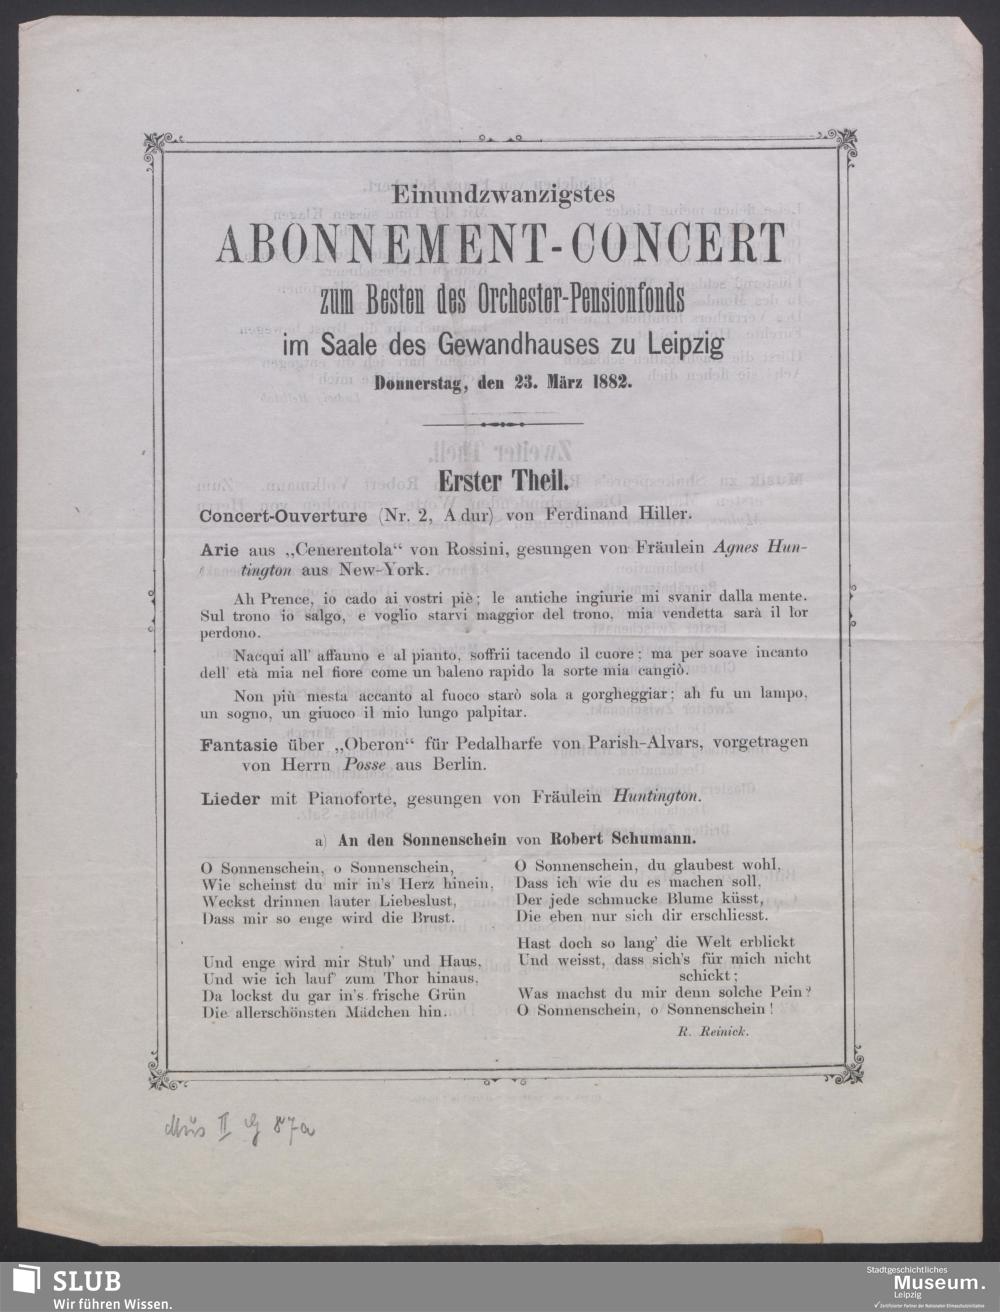 Einundzwanzigstes
ABONNEMENT-CONCERT
zum Besten des Orchester-Pensionfonds
im Saale des Gewandhauses zu Leipzig
Donnerstag, den 23. März 1882.
Erster Theil.
Concert-Ouverture (Nr. 2, A dur) von Ferdinand Hiller.
Arie aus „Cenerentola“ von Rossini, gesungen von Fräulein Agnes Hun-
tington aus New-York.
Ah Prence, io cado ai vostri piè; le antiche ingiurie mi svanir dalla mente.
Sul trono io salgo, e voglio starvi maggior del trono, mia vendetta sarà il lor
perdono.
Nacqui all' affanno e al pianto, soffrii tacendo il cuore; ma per soave incanto
dell' età mia nel fiore come un baleno rapido la sorte mia cangiò.
Non più mesta accanto al fuoco starò sola a gorgheggiar; ah fu un lampo,
un sogno, un giuoco il mio lungo palpitar.
Fantasie über „Oberon“ für Pedalharfe von Parish-Alvars, vorgetragen
von Herrn Posse aus Berlin.
Lieder mit Pianoforte, gesungen von Fräulein Huntington.
a) An den Sonnenschein von Robert Schumann.
O Sonnenschein, o Sonnenschein,
Wie scheinst du mir in's Herz hinein,
Weckst drinnen lauter Liebeslust,
Dass mir so enge wird die Brust.
Und enge wird mir Stub' und Haus,
Und wie ich lauf' zum Thor hinaus,
Da lockst du gar in's frische Grün
Die allerschönsten Mädchen hin.
O Sonnenschein, du glaubest wohl,
Dass ich wie du es machen soll,
Der jede schmucke Blume küsst,
Die eben nur sich dir erschliesst.
Hast doch so lang' die Welt erblickt
Und weisst, dass sich's für mich nicht
schickt;
Was machst du mir denn solche Pein?
O Sonnenschein, o Sonnenschein!
R. Reinick.
Mus II G 87a
SLUB
Wir führen Wissen.
Stadtgeschichtliches
Museum.
Leipzig
✓ Zertifizierter Partner der Nationalen Klimaschutzinitiative